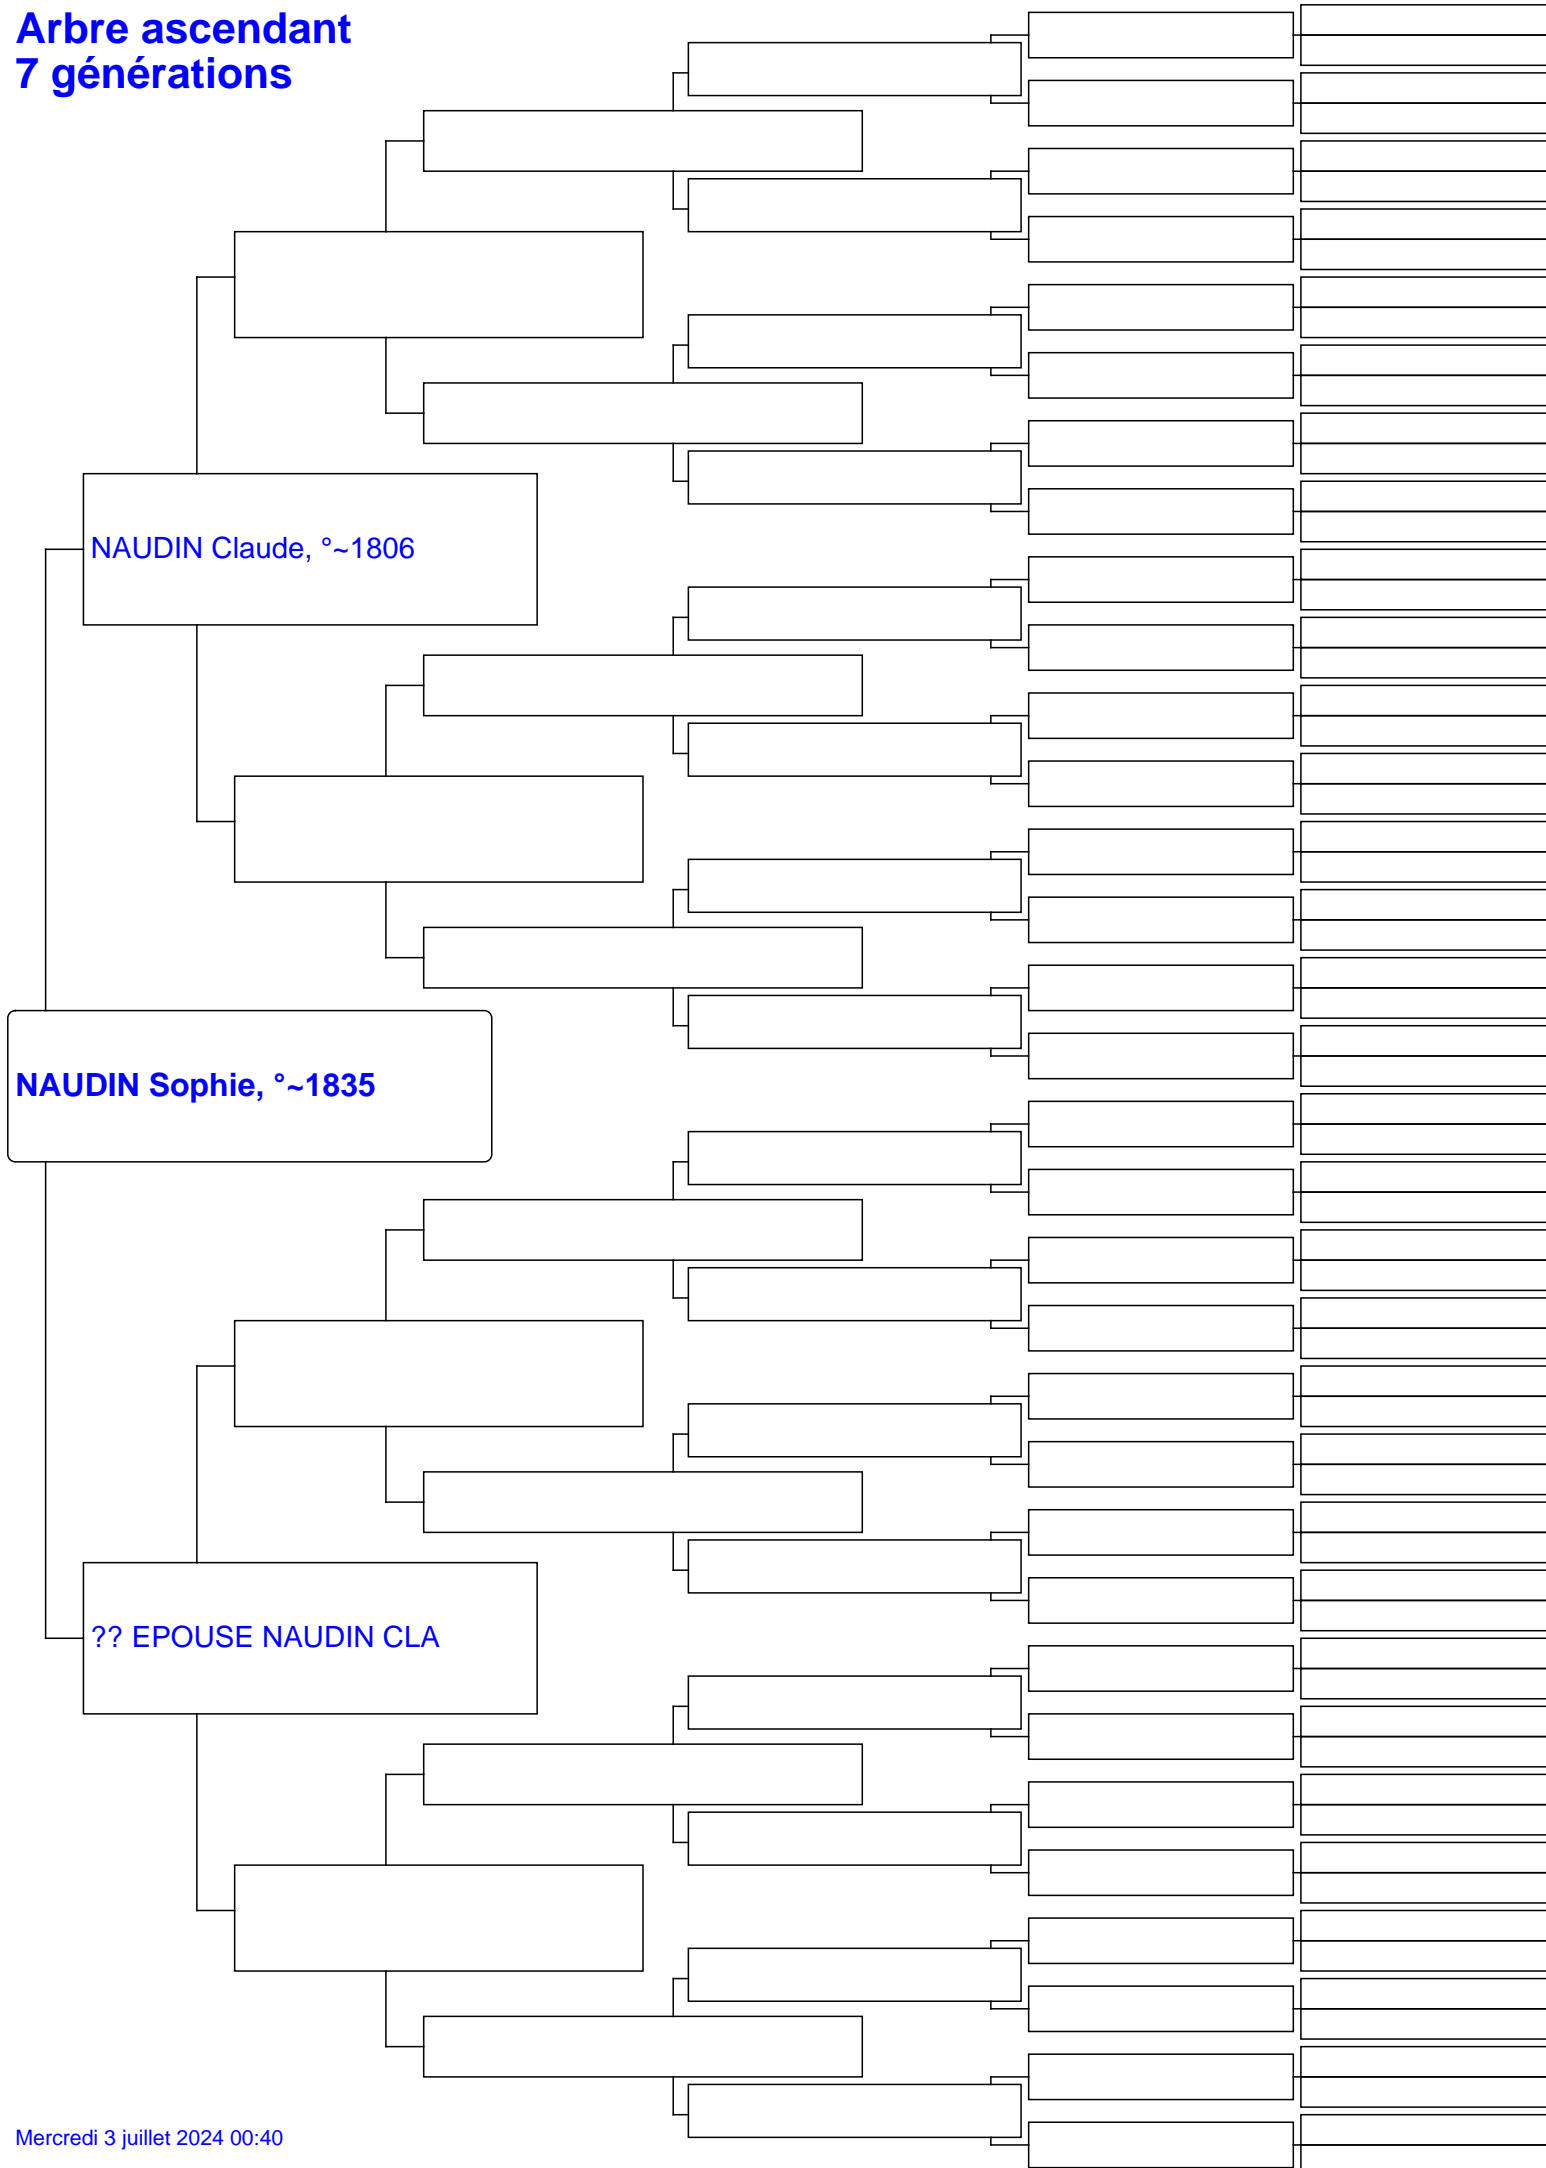 Arbre ascendant
7 générations
NAUDIN Claude, °~1806
NAUDIN Sophie, °~1835
?? EPOUSE NAUDIN CLA
Mercredi 3 juillet 2024 00:40